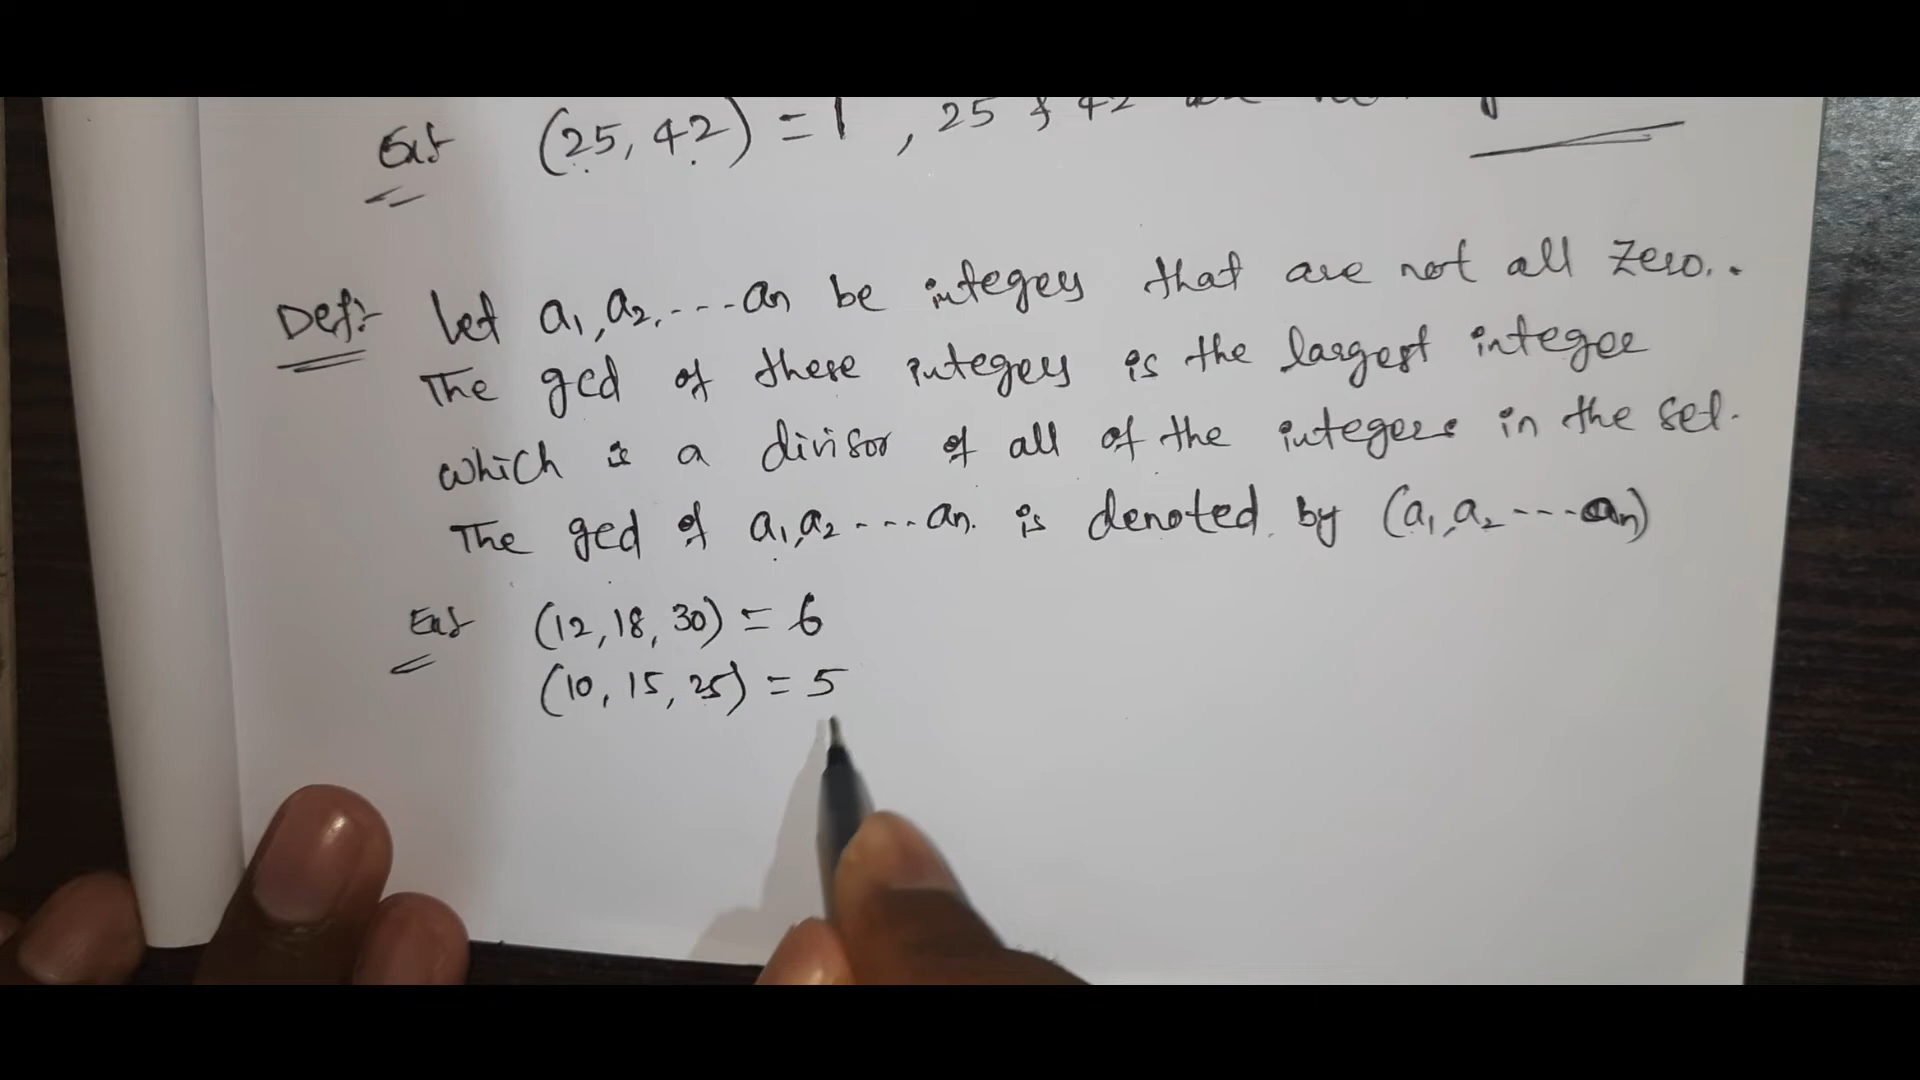 Ex:- (25, 42) = 1, 25 & 42 are
Def:- Let a₁, a₂, ---- aₙ be integers that are not all zero..
The gcd of these integers is the largest integer
which is a divisor of all of the integers in the set.
The gcd of a₁, a₂ ---- aₙ. is denoted by (a₁, a₂ --- aₙ)
Ex:- (12, 18, 30) = 6
(10, 15, 25) = 5